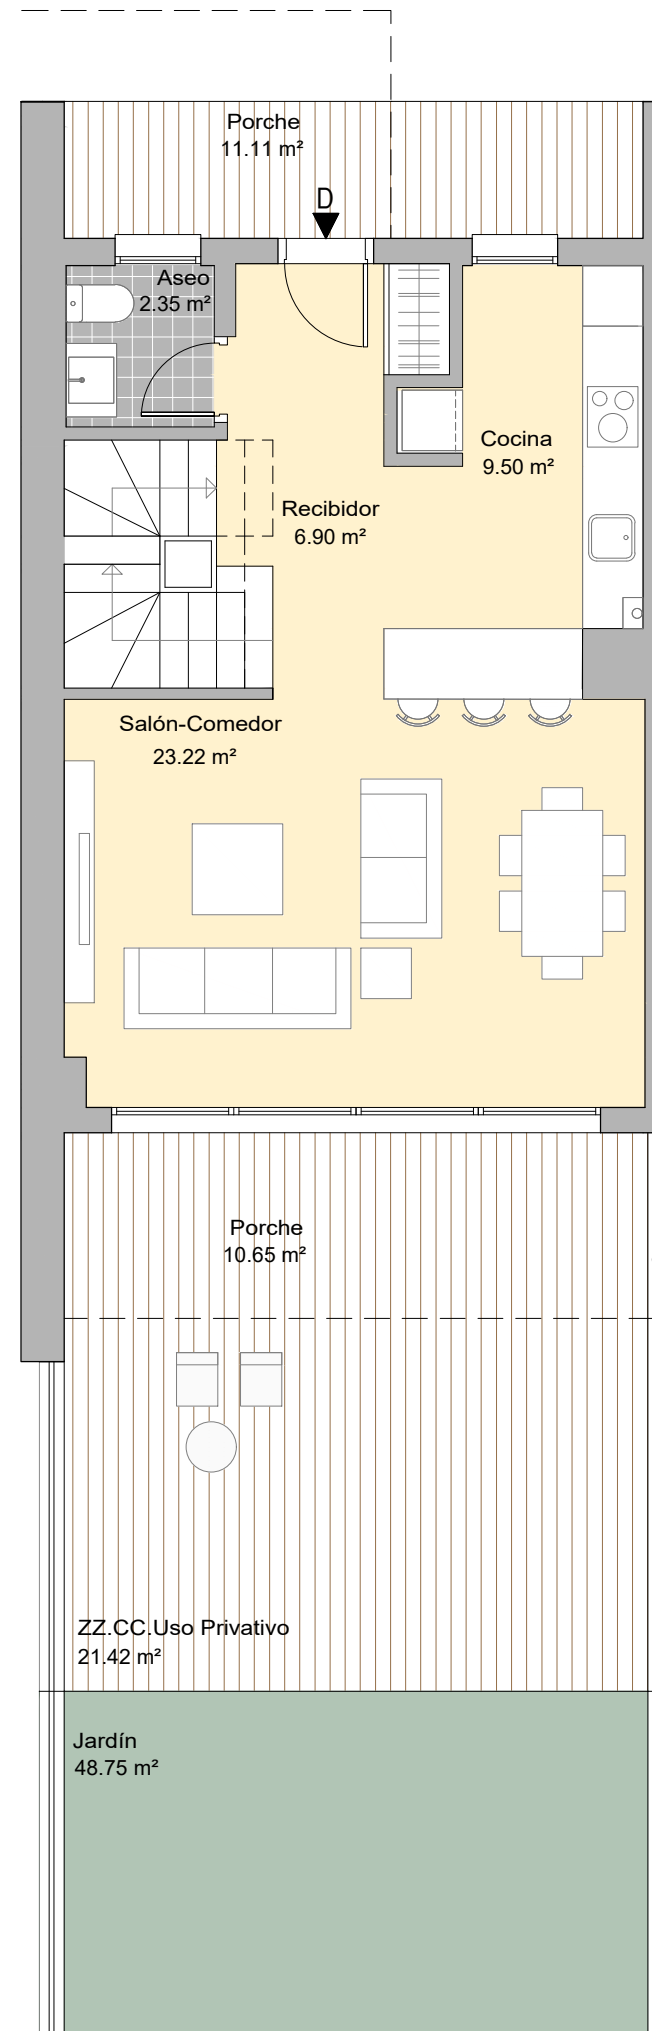 Porche
11.11 m²
D
Aseo
2.35 m²
Cocina
9.50 m²
Recibidor
6.90 m²
Salón-Comedor
23.22 m²
Porche
10.65 m²
ZZ.CC.Uso Privativo
21.42 m²
Jardín
48.75 m²